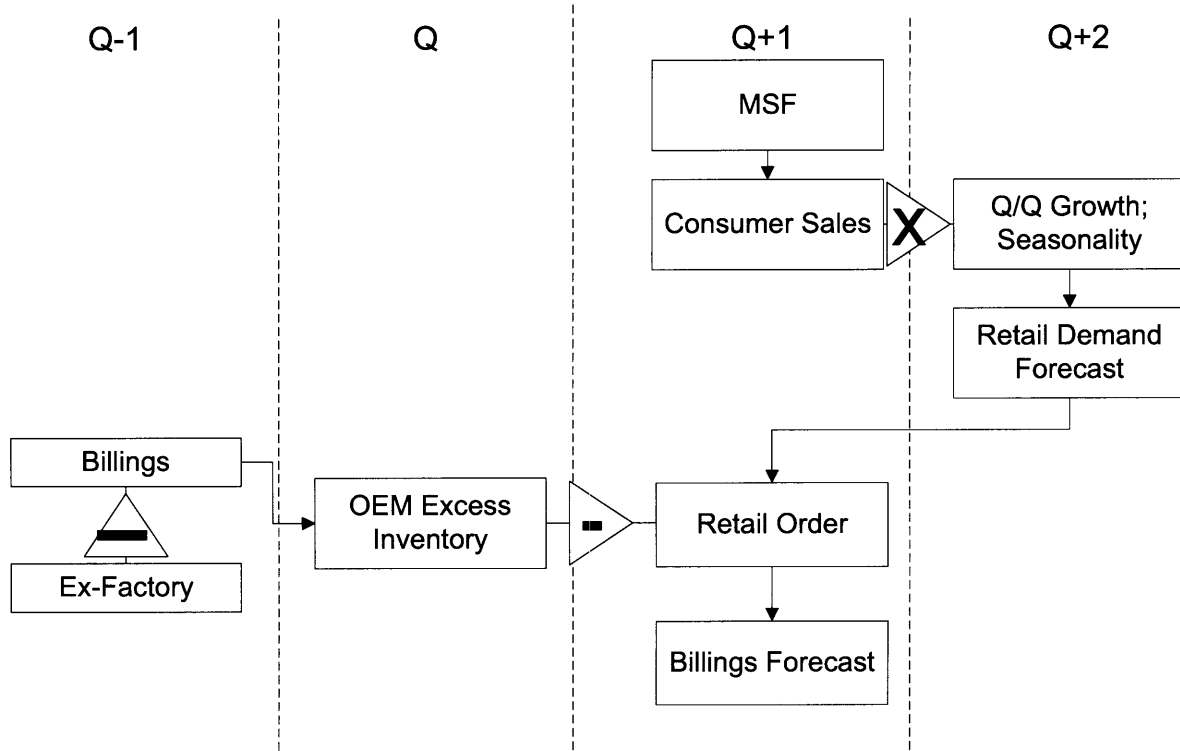 Q-1
Q
Q+1
Q+2
MSF
Consumer Sales
X
Q/Q Growth;
Seasonality
Retail Demand
Forecast
Billings
-
Ex-Factory
OEM Excess
Inventory
-
Retail Order
Billings Forecast